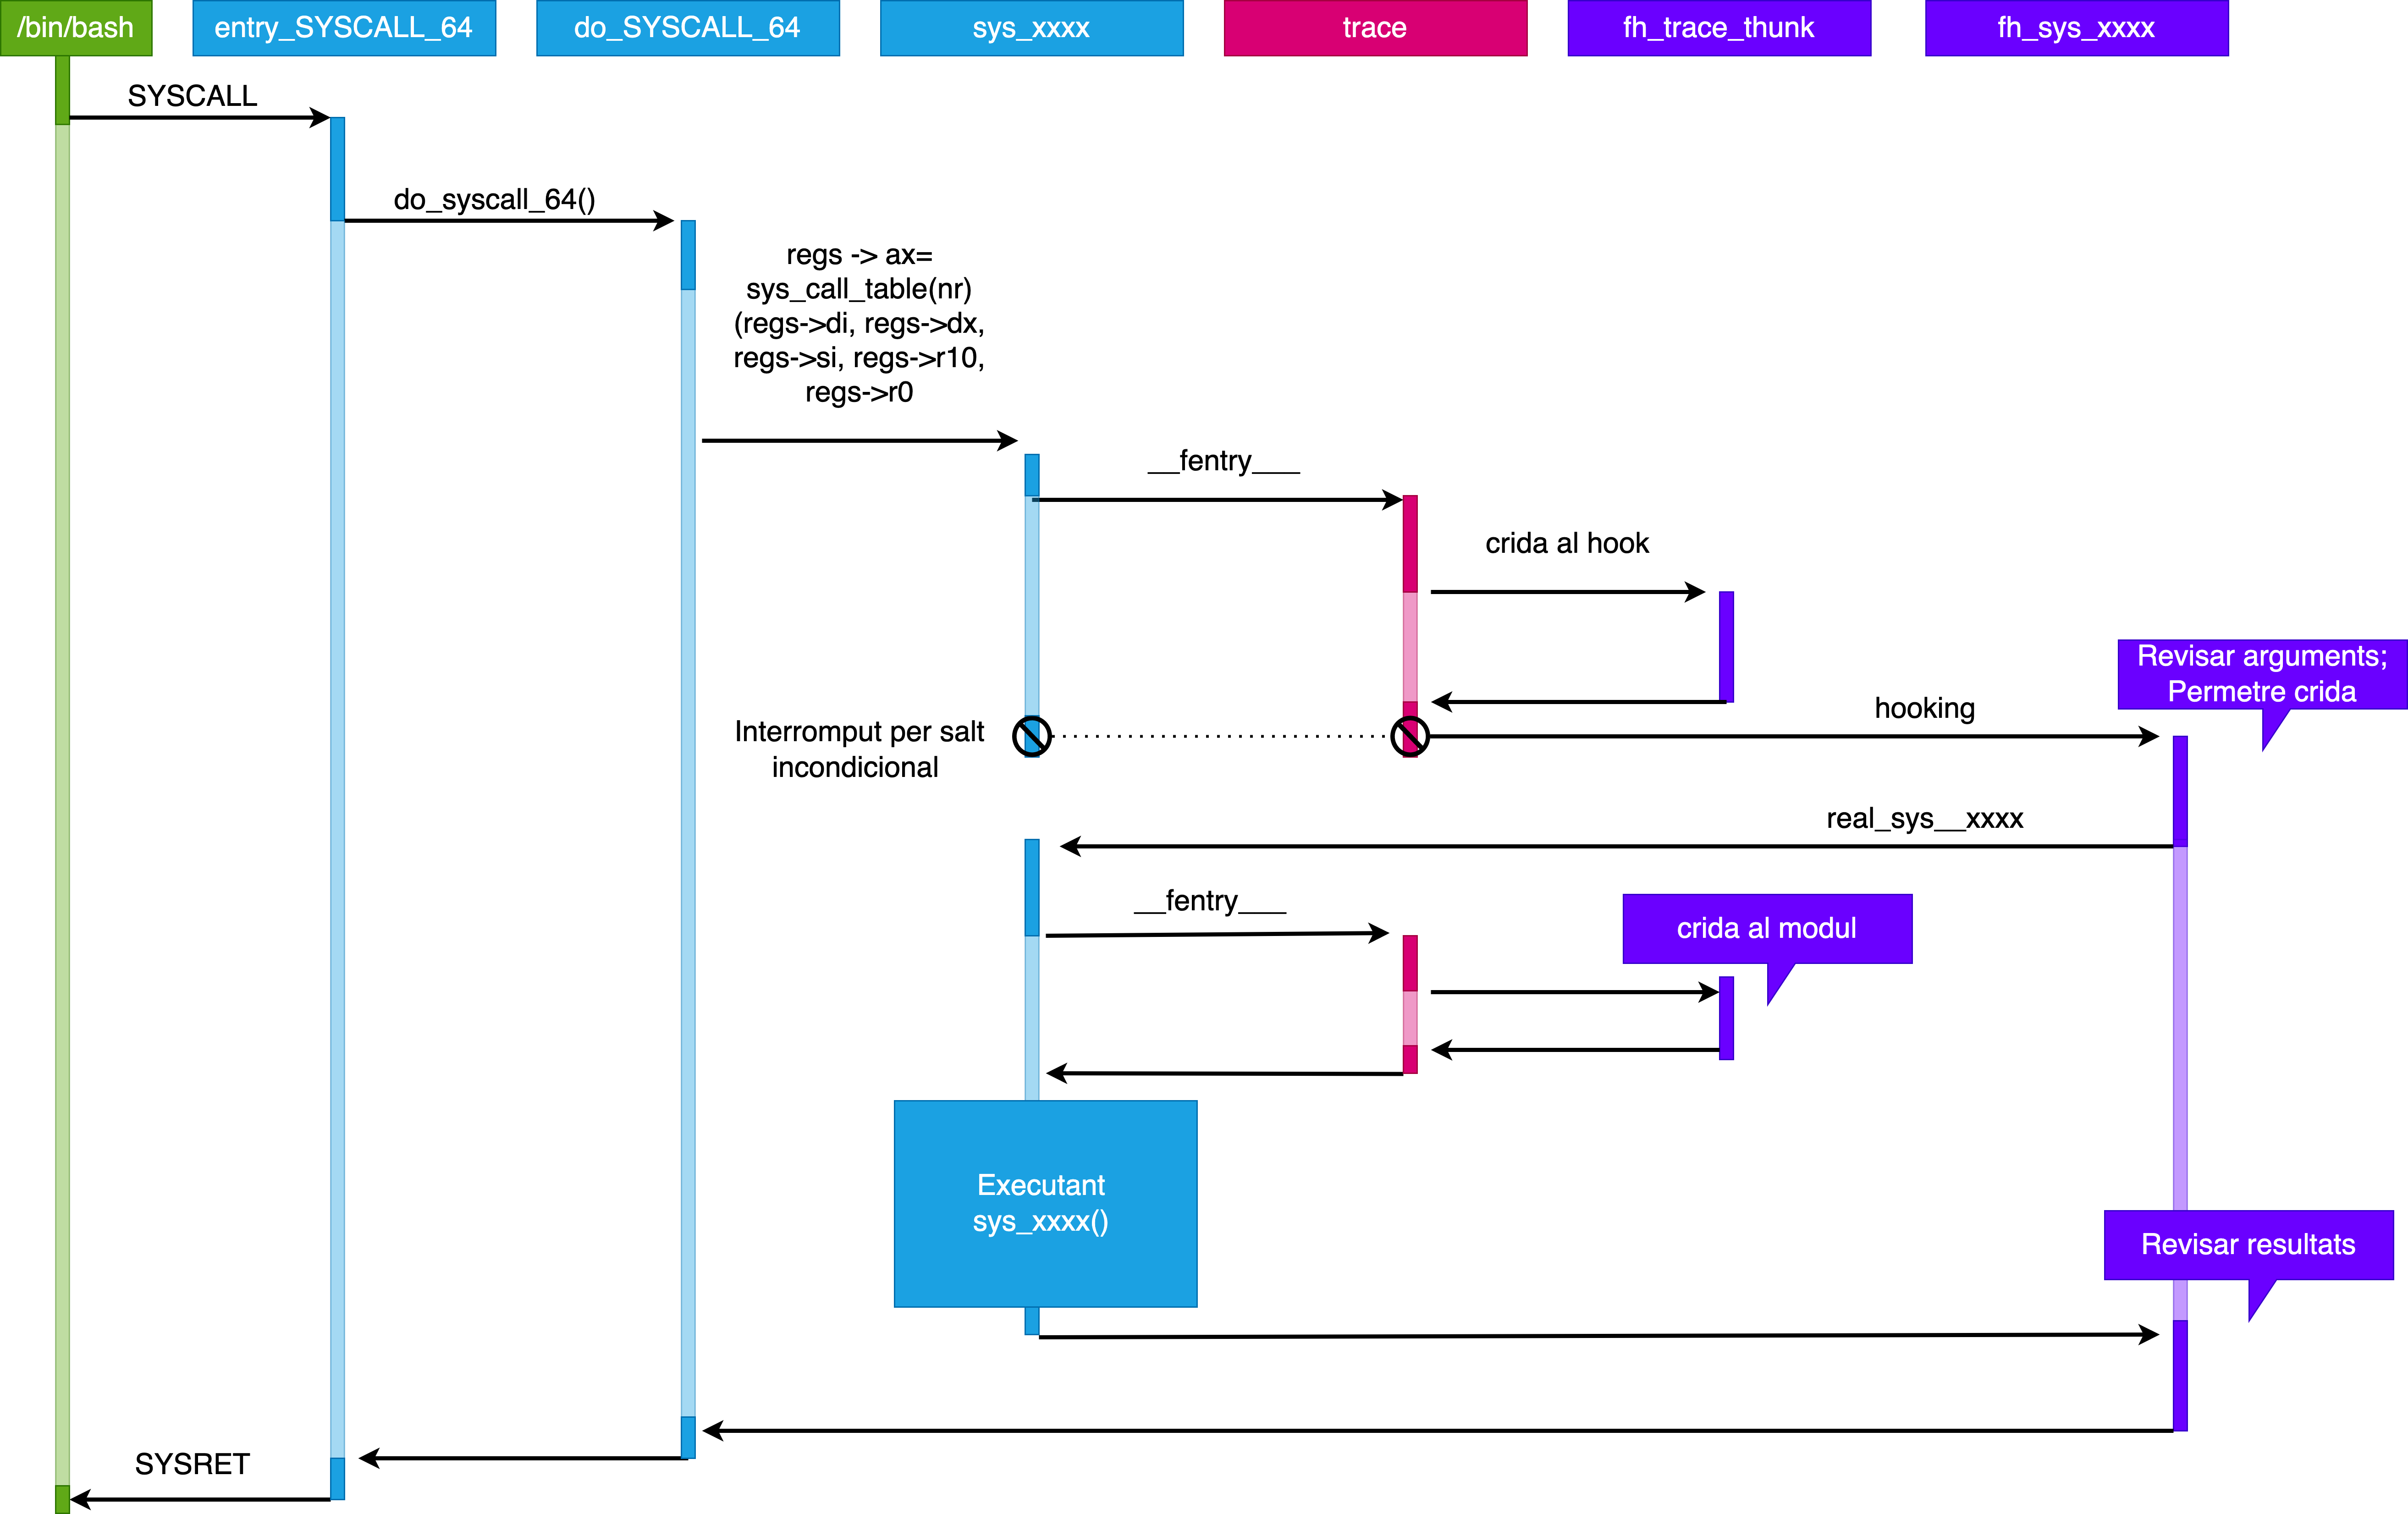 /bin/bash
entry_SYSCALL_64
do_SYSCALL_64
sys_xxxx
trace
fh_trace_thunk
fh_sys_xxxx
SYSCALL
do_syscall_64()
regs -> ax=
sys_call_table(nr)
(regs->di, regs->dx,
regs->si, regs->r10,
regs->r0
__fentry___
crida al hook
Revisar arguments;
Permetre crida
hooking
Interromput per salt
incondicional
real_sys__xxxx
__fentry___
crida al modul
Executant
sys_xxxx()
Revisar resultats
SYSRET